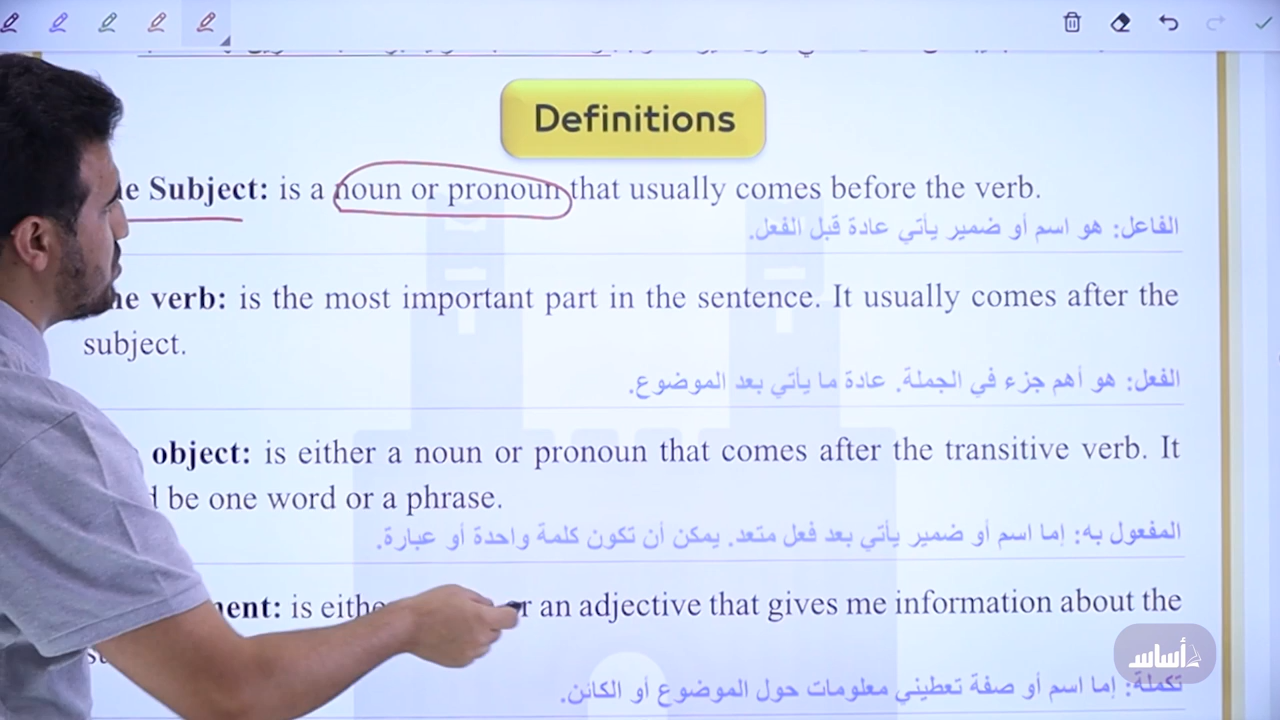 Definitions
Subject: is a noun or pronoun that usually comes before the verb.
الفاعل: هو اسم أو ضمير يأتي عادة قبل الفعل.
verb: is the most important part in the sentence. It usually comes after the
subject.
الفعل: هو أهم جزء في الجملة. عادة ما يأتي بعد الموضوع.
object: is either a noun or pronoun that comes after the transitive verb. It
be one word or a phrase.
المفعول به: إما اسم أو ضمير يأتي بعد فعل متعد. يمكن أن تكون كلمة واحدة أو عبارة.
is an adjective that gives me information about the
أساس
تكملة: إما اسم أو صفة تعطيني معلومات حول الموضوع أو الكائن.